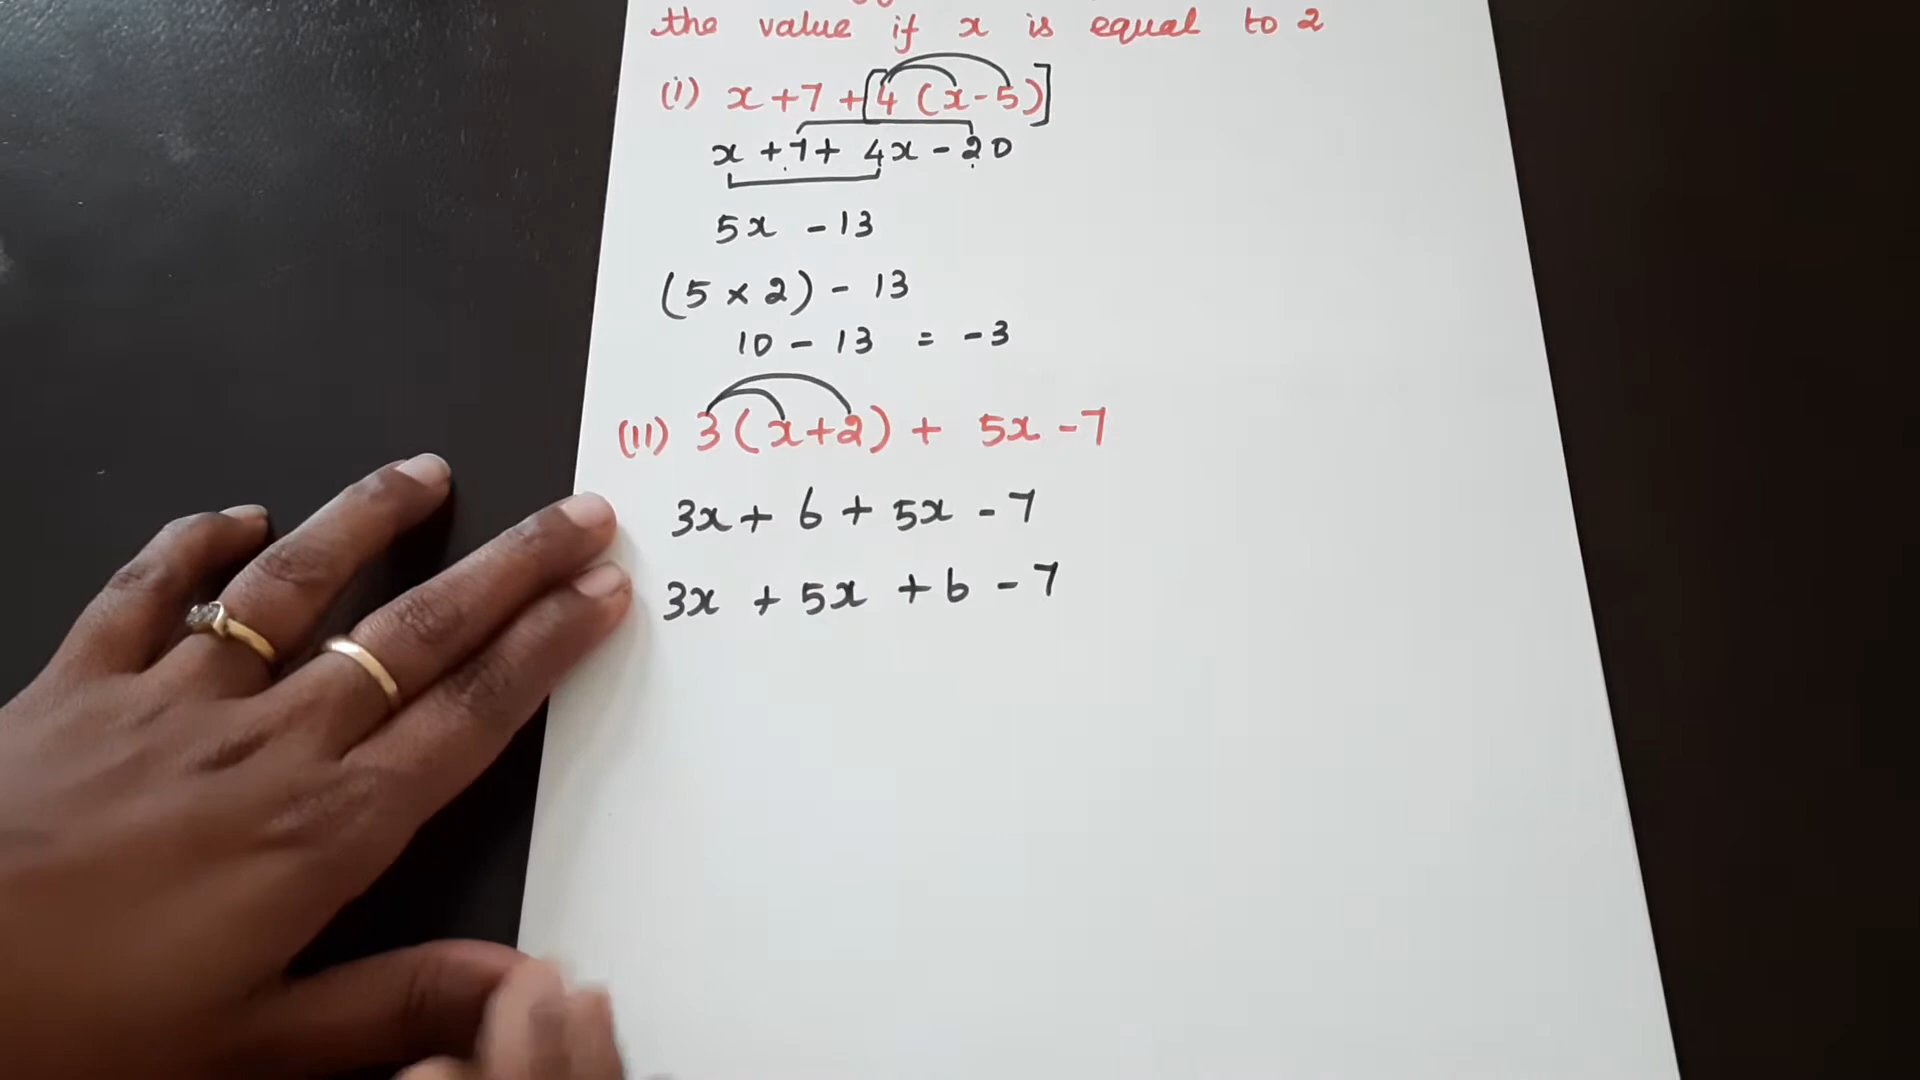 the value if x is equal to 2
(i) x + 7 + [4 (x - 5)]
x + 7 + 4x - 20
5x - 13
(5 × 2) - 13
10 - 13 = -3
(ii) 3 (x + 2) + 5x - 7
3x + 6 + 5x - 7
3x + 5x + 6 - 7